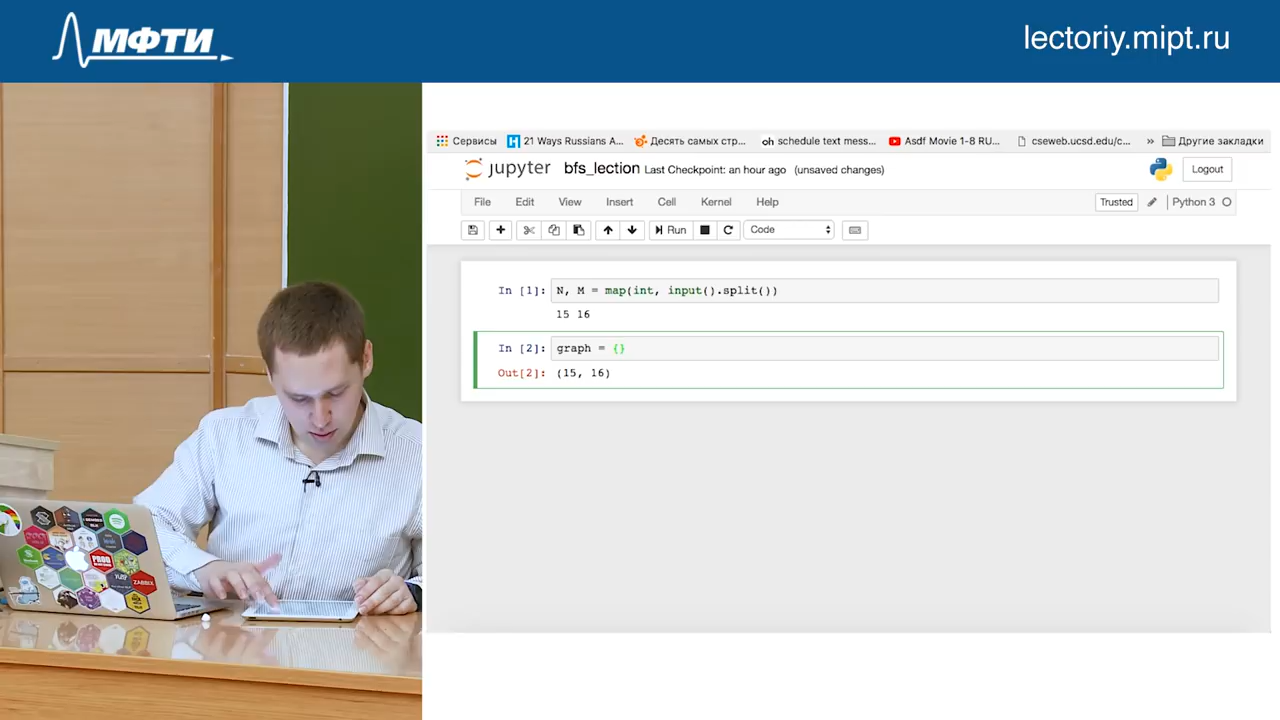 МФТИ
lectoriy.mipt.ru
Сервисы 21 Ways Russians A... Десять самых стр... schedule text mess... Asdf Movie 1-8 RU... cseweb.ucsd.edu/c... » Другие закладки
jupyter bfs_lection Last Checkpoint: an hour ago (unsaved changes) Logout
File Edit View Insert Cell Kernel Help Trusted Python 3
Run Code
In [1]: N, M = map(int, input().split())
15 16
In [2]: graph = {}
Out[2]: (15, 16)
PROD
ZABBIX